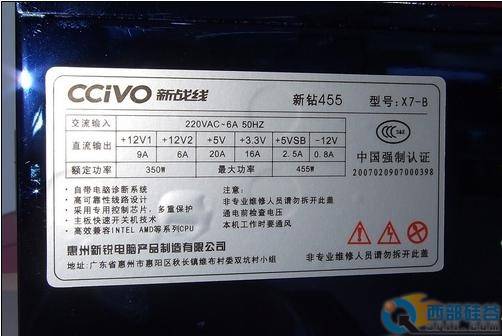 CCiVO 新战线 新钻455 型号: X7-B
交流输入 220VAC~6A 50HZ
直流输出 +12V1 +12V2 +5V +3.3V +5VSB -12V
9A 6A 20A 16A 2.5A 0.8A
额定功率 350W 最大功率 455W
CCC
中国强制认证
2007020907000398
·自带电脑诊断系统
·高可靠性线路设计
·采用专用控制芯片，多重保护
·主板快速开关机技术
·高效兼容INTEL AMD等系列CPU
注意：
非专业维修人员请勿打开此盖
通电前检查电压
本机工作时要通风
非专业维修人员请勿打开此盖
惠州新锐电脑产品制造有限公司
地址：广东省惠州市惠阳区秋长镇维布村委双坑村小组
西部硅谷